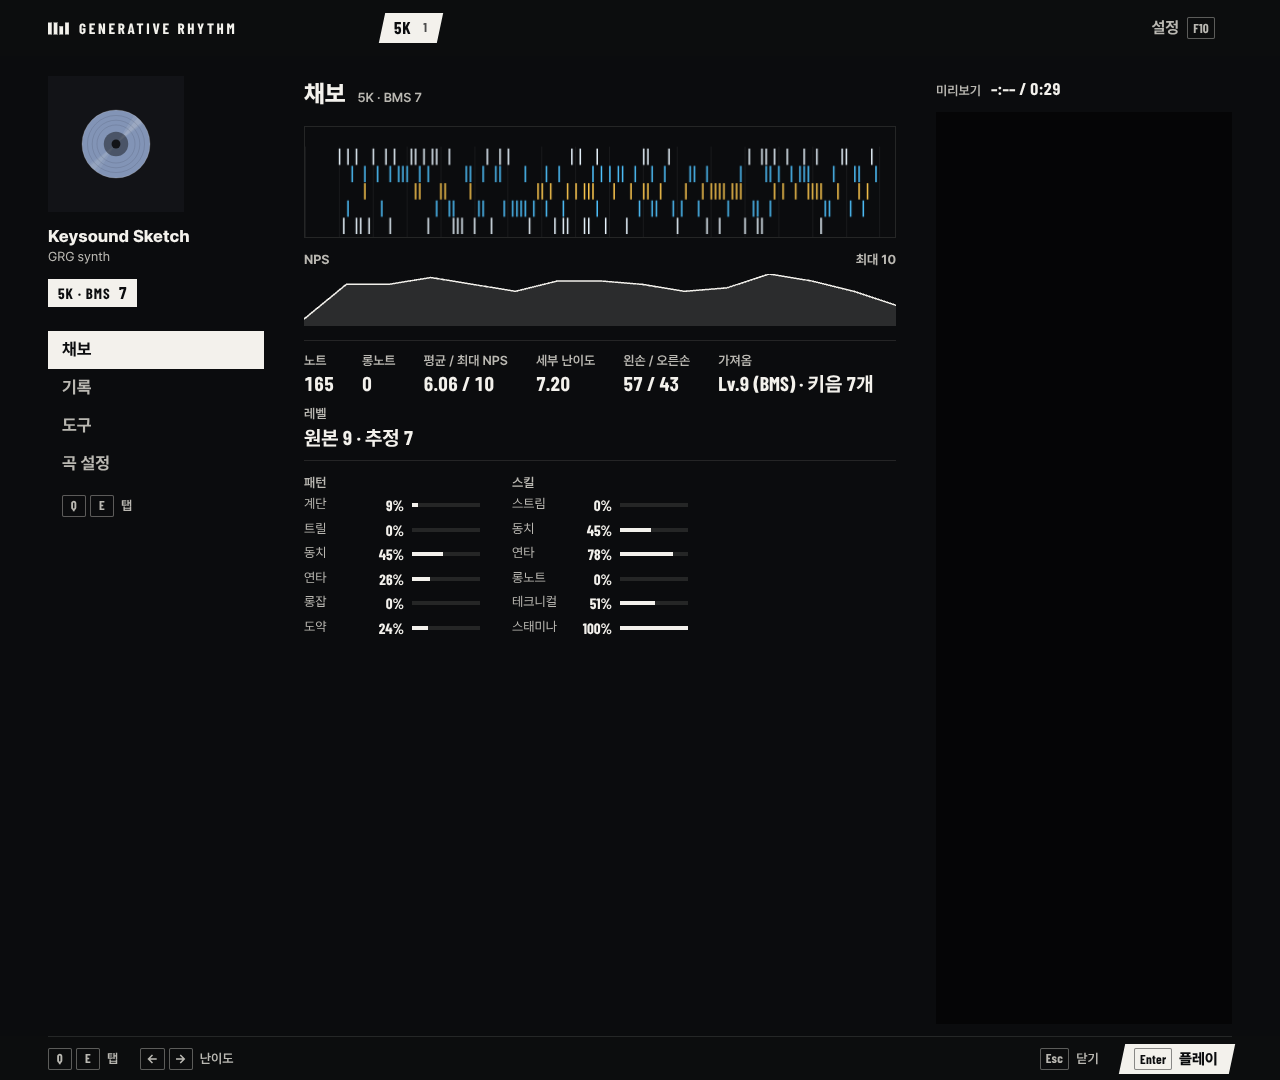 GENERATIVE RHYTHM
5K 1
설정 F10
Keysound Sketch
GRG synth
5K · BMS 7
채보
기록
도구
곡 설정
Q E 탭
채보 5K · BMS 7
NPS 최대 10
노트 롱노트 평균 / 최대 NPS 세부 난이도 왼손 / 오른손 가져옴
165 0 6.06 / 10 7.20 57 / 43 Lv.9 (BMS) · 키음 7개
레벨
원본 9 · 추정 7
패턴 스킬
계단 9% 스트림 0%
트릴 0% 동치 45%
동치 45% 연타 78%
연타 26% 롱노트 0%
롱잡 0% 테크니컬 51%
도약 24% 스태미나 100%
미리보기 -:-- / 0:29
Q E 탭 ← → 난이도
Esc 닫기 Enter 플레이